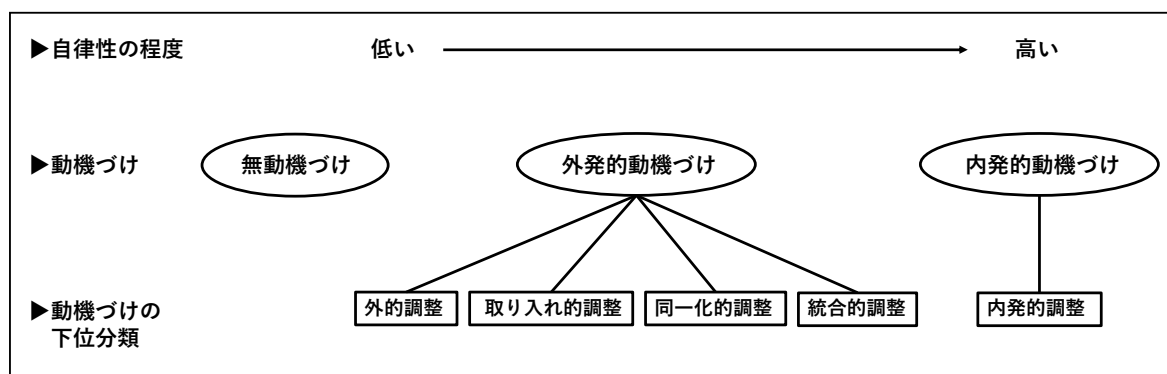 ▶自律性の程度 低い 高い
▶動機づけ 無動機づけ 外発的動機づけ 内発的動機づけ
▶動機づけの
下位分類
外的調整 取り入れ的調整 同一化的調整 統合的調整 内発的調整